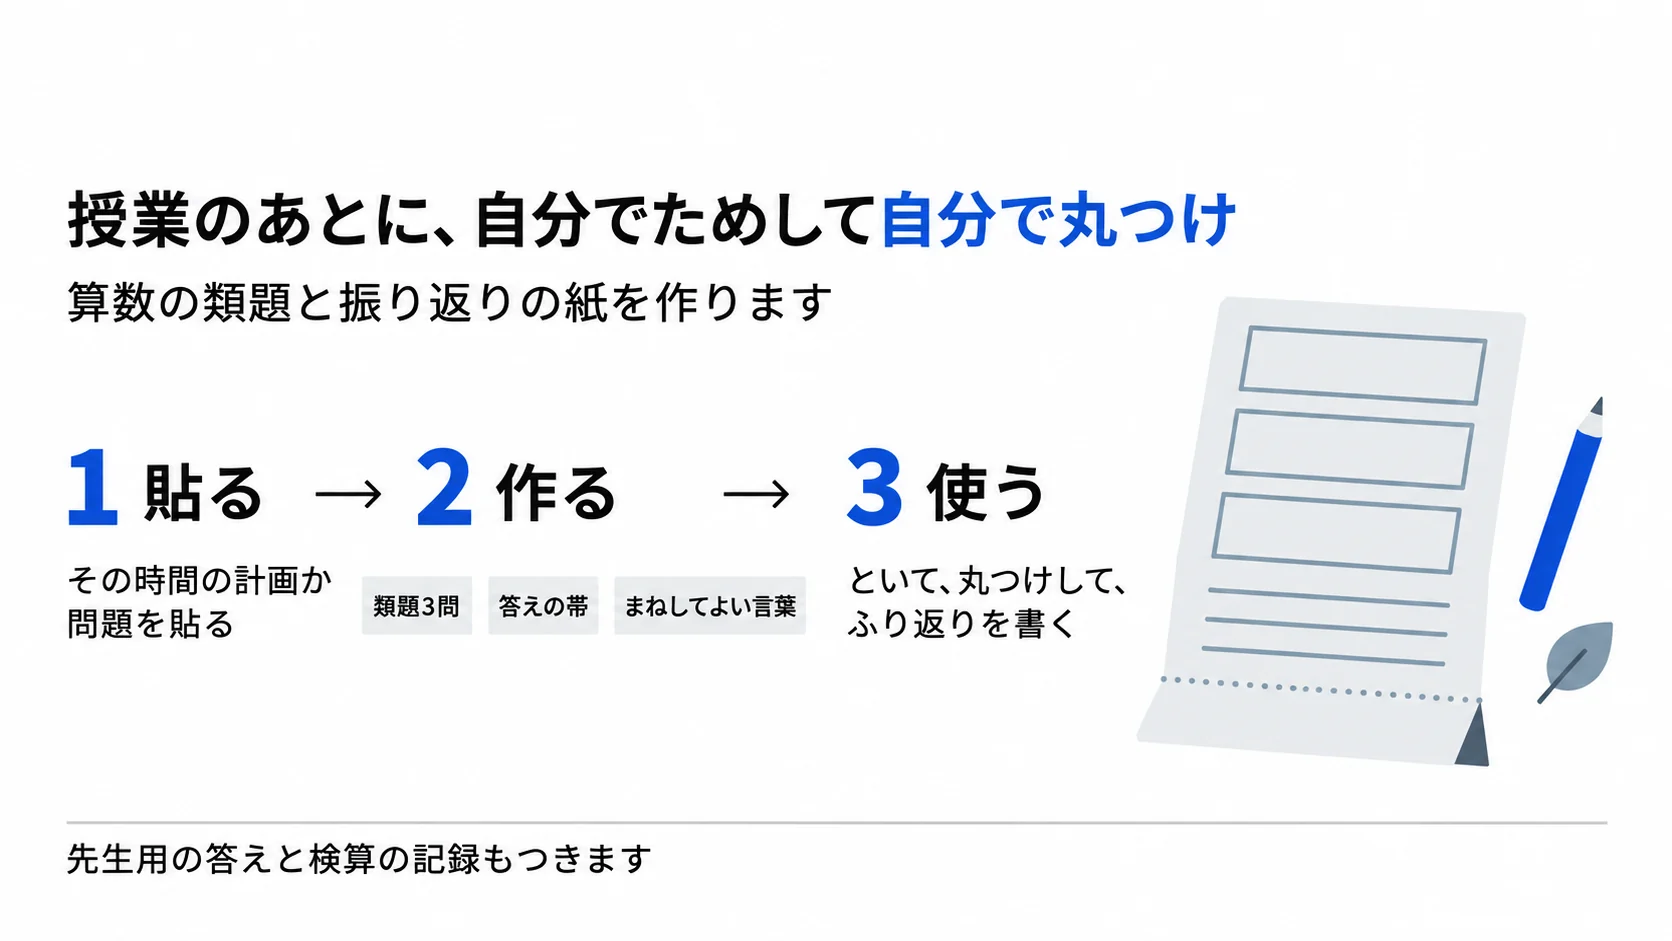 授業のあとに、自分でためして自分で丸つけ
算数の類題と振り返りの紙を作ります
1 貼る → 2 作る → 3 使う
その時間の計画か
問題を貼る
類題3問 答えの帯 まねしてよい言葉
といて、丸つけして、
ふり返りを書く
先生用の答えと検算の記録もつきます